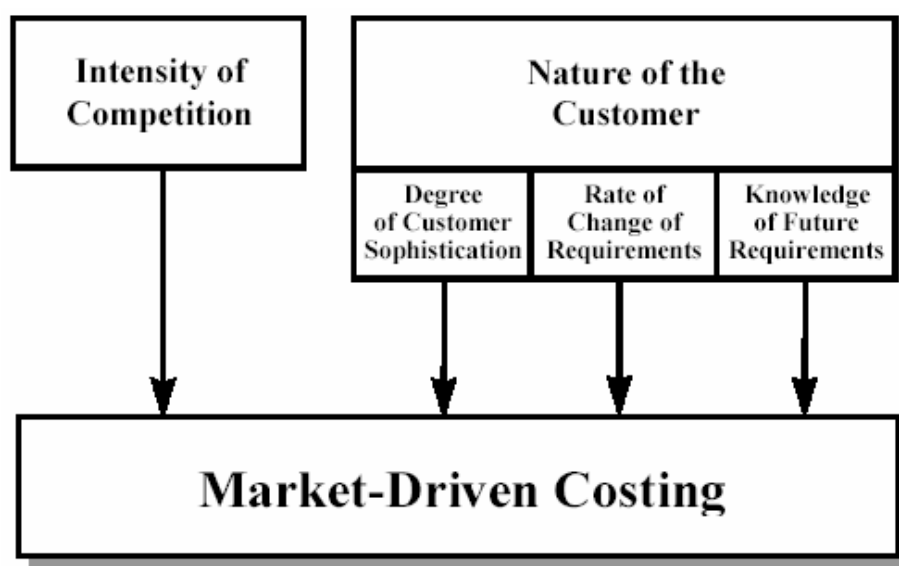 Intensity of
Competition
Nature of the
Customer
Degree
of Customer
Sophistication
Rate of
Change of
Requirements
Knowledge
of Future
Requirements
Market-Driven Costing